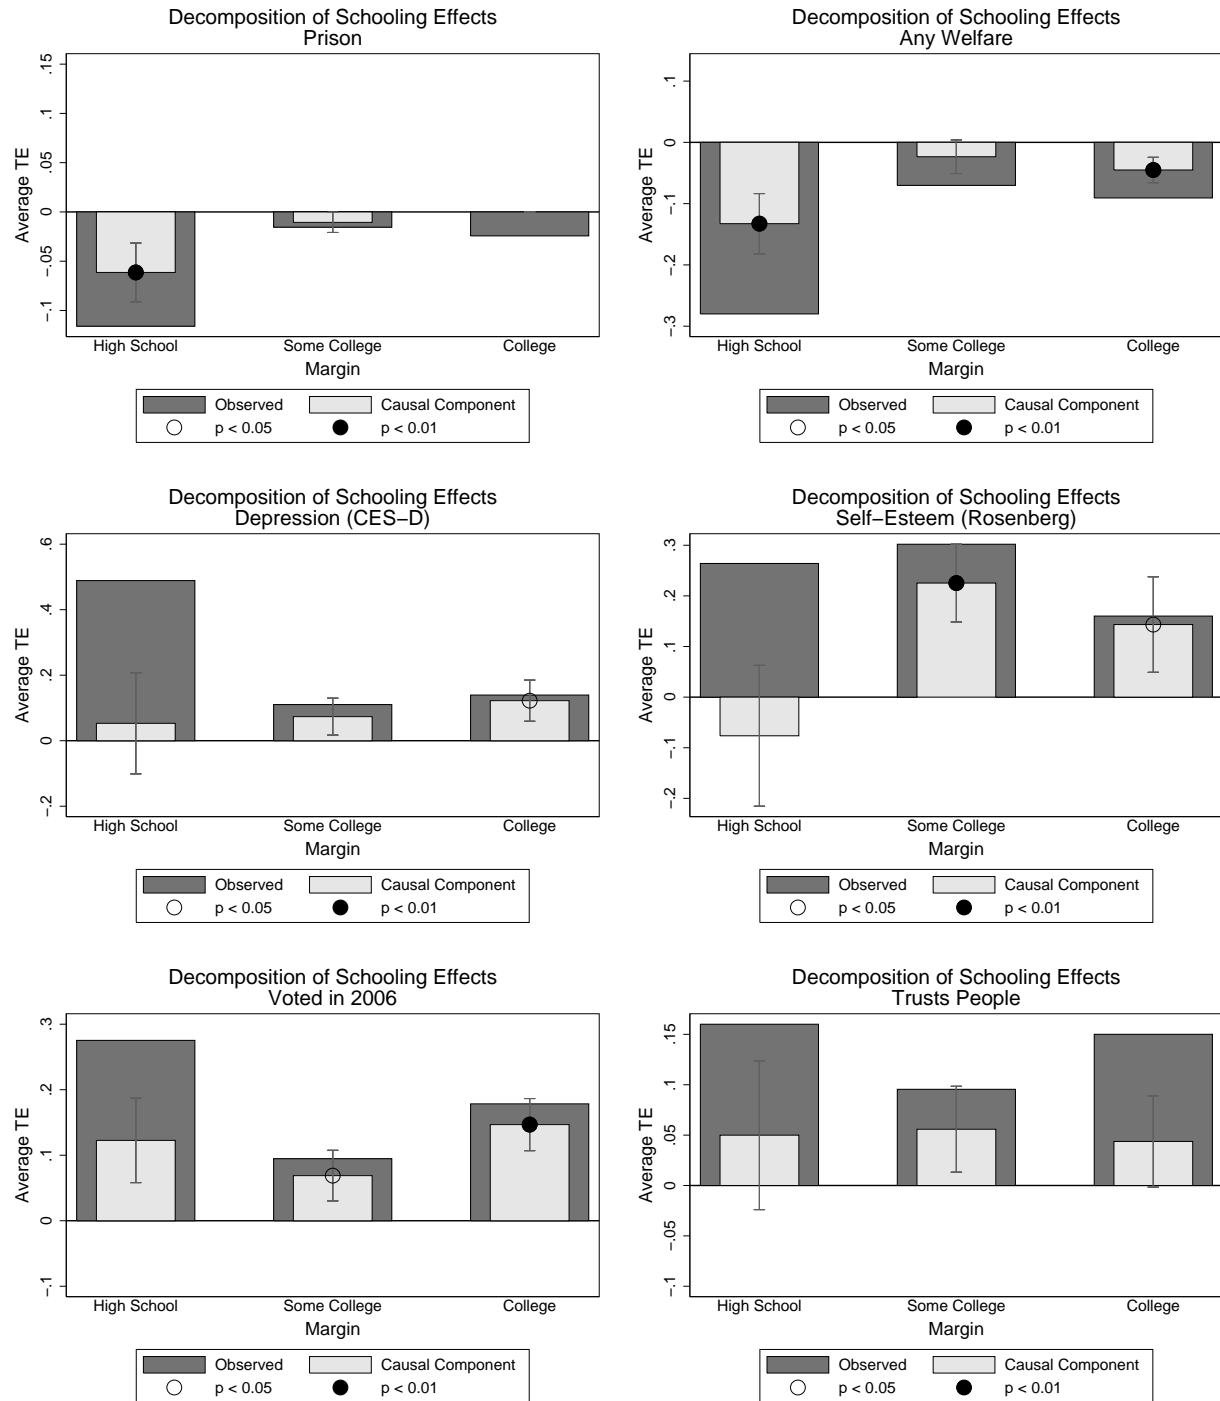 Decomposition of Schooling Effects
Prison
Average TE
.15
.1
.05
0
−.05
−.1
High School Some College College
Margin
Observed Causal Component
p < 0.05 p < 0.01
Decomposition of Schooling Effects
Any Welfare
Average TE
.1
0
−.1
−.2
−.3
High School Some College College
Margin
Observed Causal Component
p < 0.05 p < 0.01
Decomposition of Schooling Effects
Depression (CES−D)
Average TE
.6
.4
.2
0
−.2
High School Some College College
Margin
Observed Causal Component
p < 0.05 p < 0.01
Decomposition of Schooling Effects
Self−Esteem (Rosenberg)
Average TE
.3
.2
.1
0
−.1
−.2
High School Some College College
Margin
Observed Causal Component
p < 0.05 p < 0.01
Decomposition of Schooling Effects
Voted in 2006
Average TE
.3
.2
.1
0
−.1
High School Some College College
Margin
Observed Causal Component
p < 0.05 p < 0.01
Decomposition of Schooling Effects
Trusts People
Average TE
.15
.1
.05
0
−.05
−.1
High School Some College College
Margin
Observed Causal Component
p < 0.05 p < 0.01